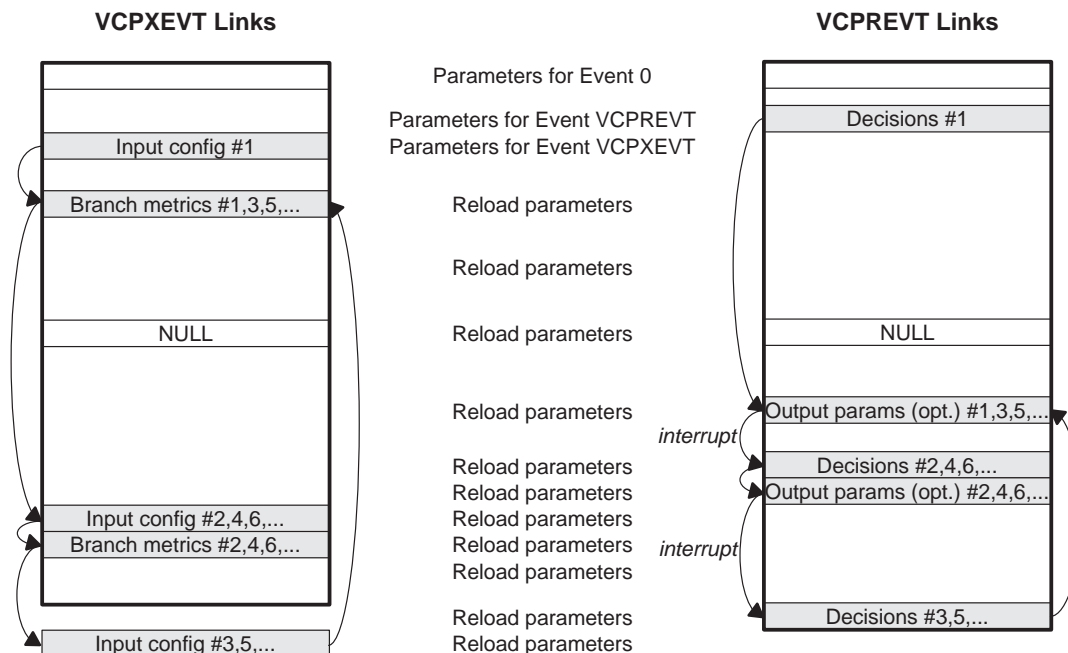 VCPXEVT Links
VCPREVT Links
Parameters for Event 0
Parameters for Event VCPREVT
Decisions #1
Input config #1
Parameters for Event VCPXEVT
Branch metrics #1,3,5,...
Reload parameters
Reload parameters
NULL
Reload parameters
NULL
Reload parameters
Output params (opt.) #1,3,5,...
interrupt
Reload parameters
Decisions #2,4,6,...
Reload parameters
Output params (opt.) #2,4,6,...
Input config #2,4,6,...
Reload parameters
Branch metrics #2,4,6,...
Reload parameters
interrupt
Reload parameters
Reload parameters
Decisions #3,5,...
Input config #3,5,...
Reload parameters